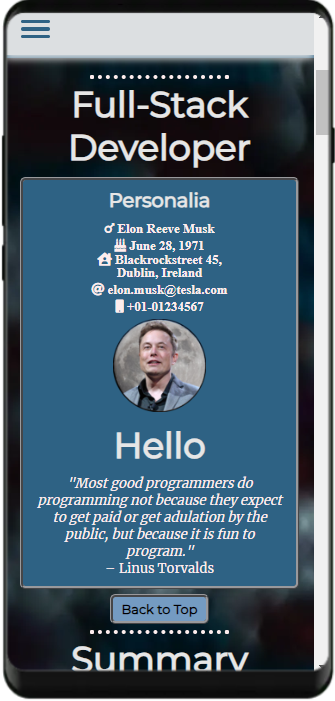 Full-Stack
Developer
Personalia
Elon Reeve Musk
June 28, 1971
Blackrockstreet 45,
Dublin, Ireland
@ elon.musk@tesla.com
+01-01234567
Hello
"Most good programmers do
programming not because they expect
to get paid or get adulation by the
public, but because it is fun to
program."
– Linus Torvalds
Back to Top
Summary